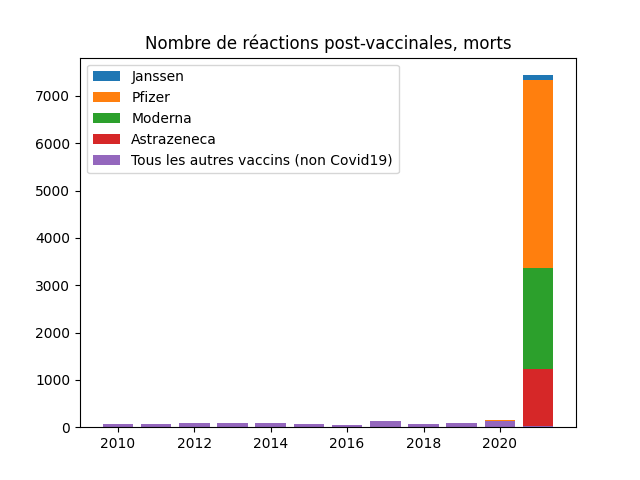 Nombre de réactions post-vaccinales, morts
Janssen
Pfizer
Moderna
Astrazeneca
Tous les autres vaccins (non Covid19)
7000
6000
5000
4000
3000
2000
1000
0
2010 2012 2014 2016 2018 2020